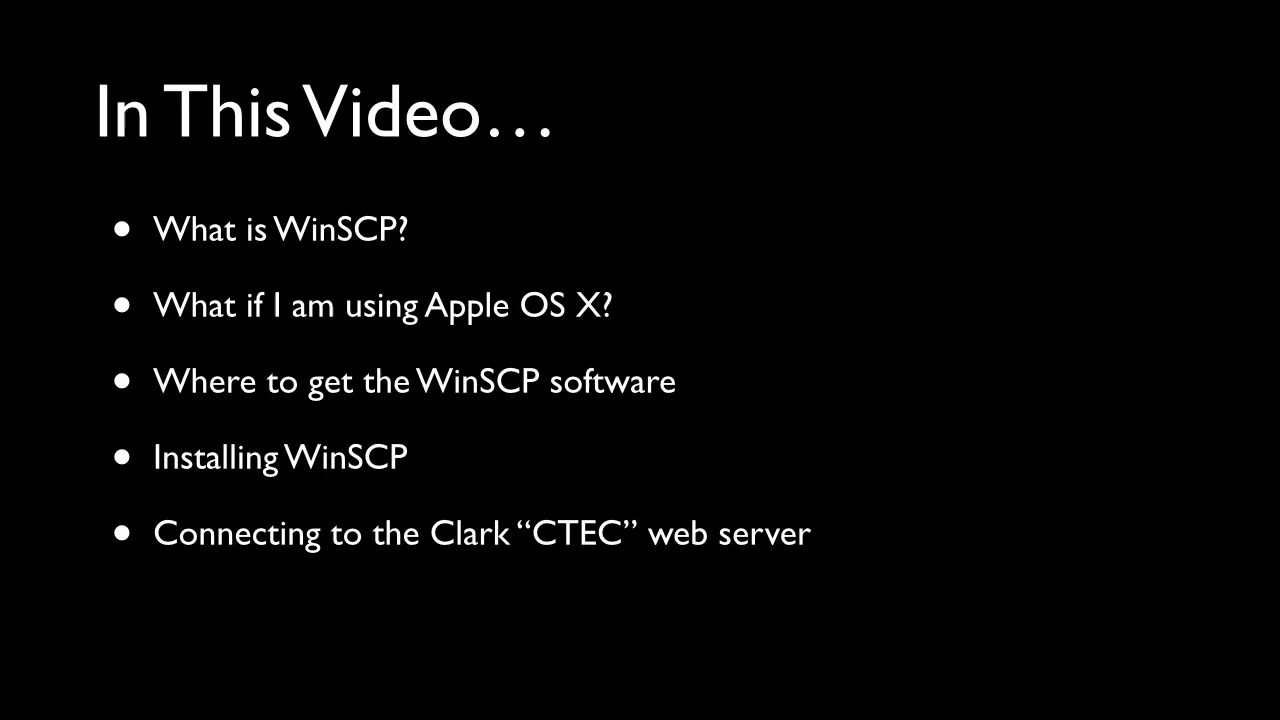 In This Video…
• What is WinSCP?
• What if I am using Apple OS X?
• Where to get the WinSCP software
• Installing WinSCP
• Connecting to the Clark “CTEC” web server